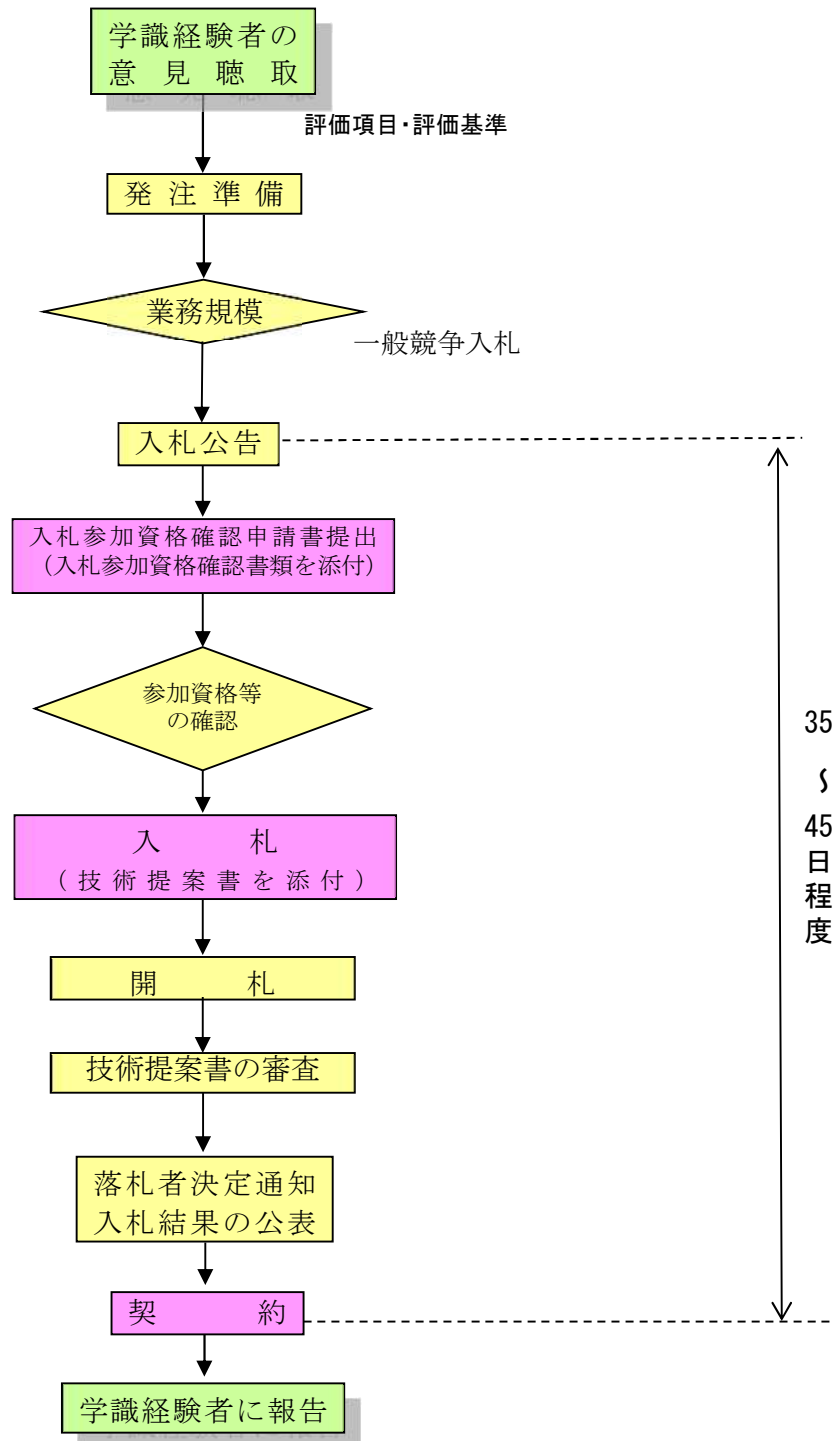 学識経験者の
意見聴取
評価項目・評価基準
発注準備
業務規模
一般競争入札
入札公告
入札参加資格確認申請書提出
（入札参加資格確認書類を添付）
参加資格等
の確認
入札
（技術提案書を添付）
開札
技術提案書の審査
落札者決定通知
入札結果の公表
契約
学識経験者に報告
35
～
45
日
程
度